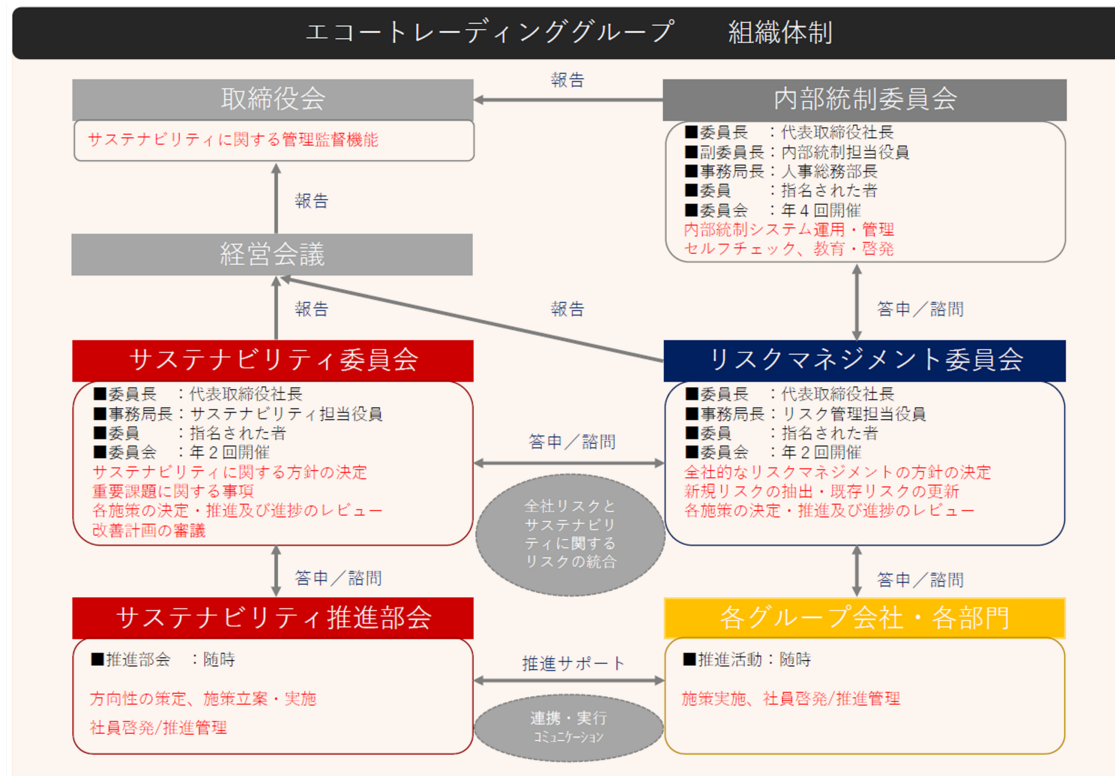 エコートレーディンググループ　　組織体制
取締役会
サステナビリティに関する管理監督機能
報告
内部統制委員会
■委員長　：代表取締役社長
■副委員長：内部統制担当役員
■事務局長：人事総務部長
■委員　　：指名された者
■委員会　：年４回開催
内部統制システム運用・管理
セルフチェック、教育・啓発
報告
経営会議
報告
報告
答申／諮問
サステナビリティ委員会
■委員長　：代表取締役社長
■事務局長：サステナビリティ担当役員
■委員　　：指名された者
■委員会　：年２回開催
サステナビリティに関する方針の決定
重要課題に関する事項
各施策の決定・推進及び進捗のレビュー
改善計画の審議
答申／諮問
全社リスクと
サステナビリ
ティに関する
リスクの統合
リスクマネジメント委員会
■委員長　：代表取締役社長
■事務局長：リスク管理担当役員
■委員　　：指名された者
■委員会　：年２回開催
全社的なリスクマネジメントの方針の決定
新規リスクの抽出・既存リスクの更新
各施策の決定・推進及び進捗のレビュー
答申／諮問
答申／諮問
サステナビリティ推進部会
■推進部会　：随時
方向性の策定、施策立案・実施
社員啓発/推進管理
推進サポート
連携・実行
ｺﾐｭﾆｹｰｼｮﾝ
各グループ会社・各部門
■推進活動：随時
施策実施、社員啓発/推進管理